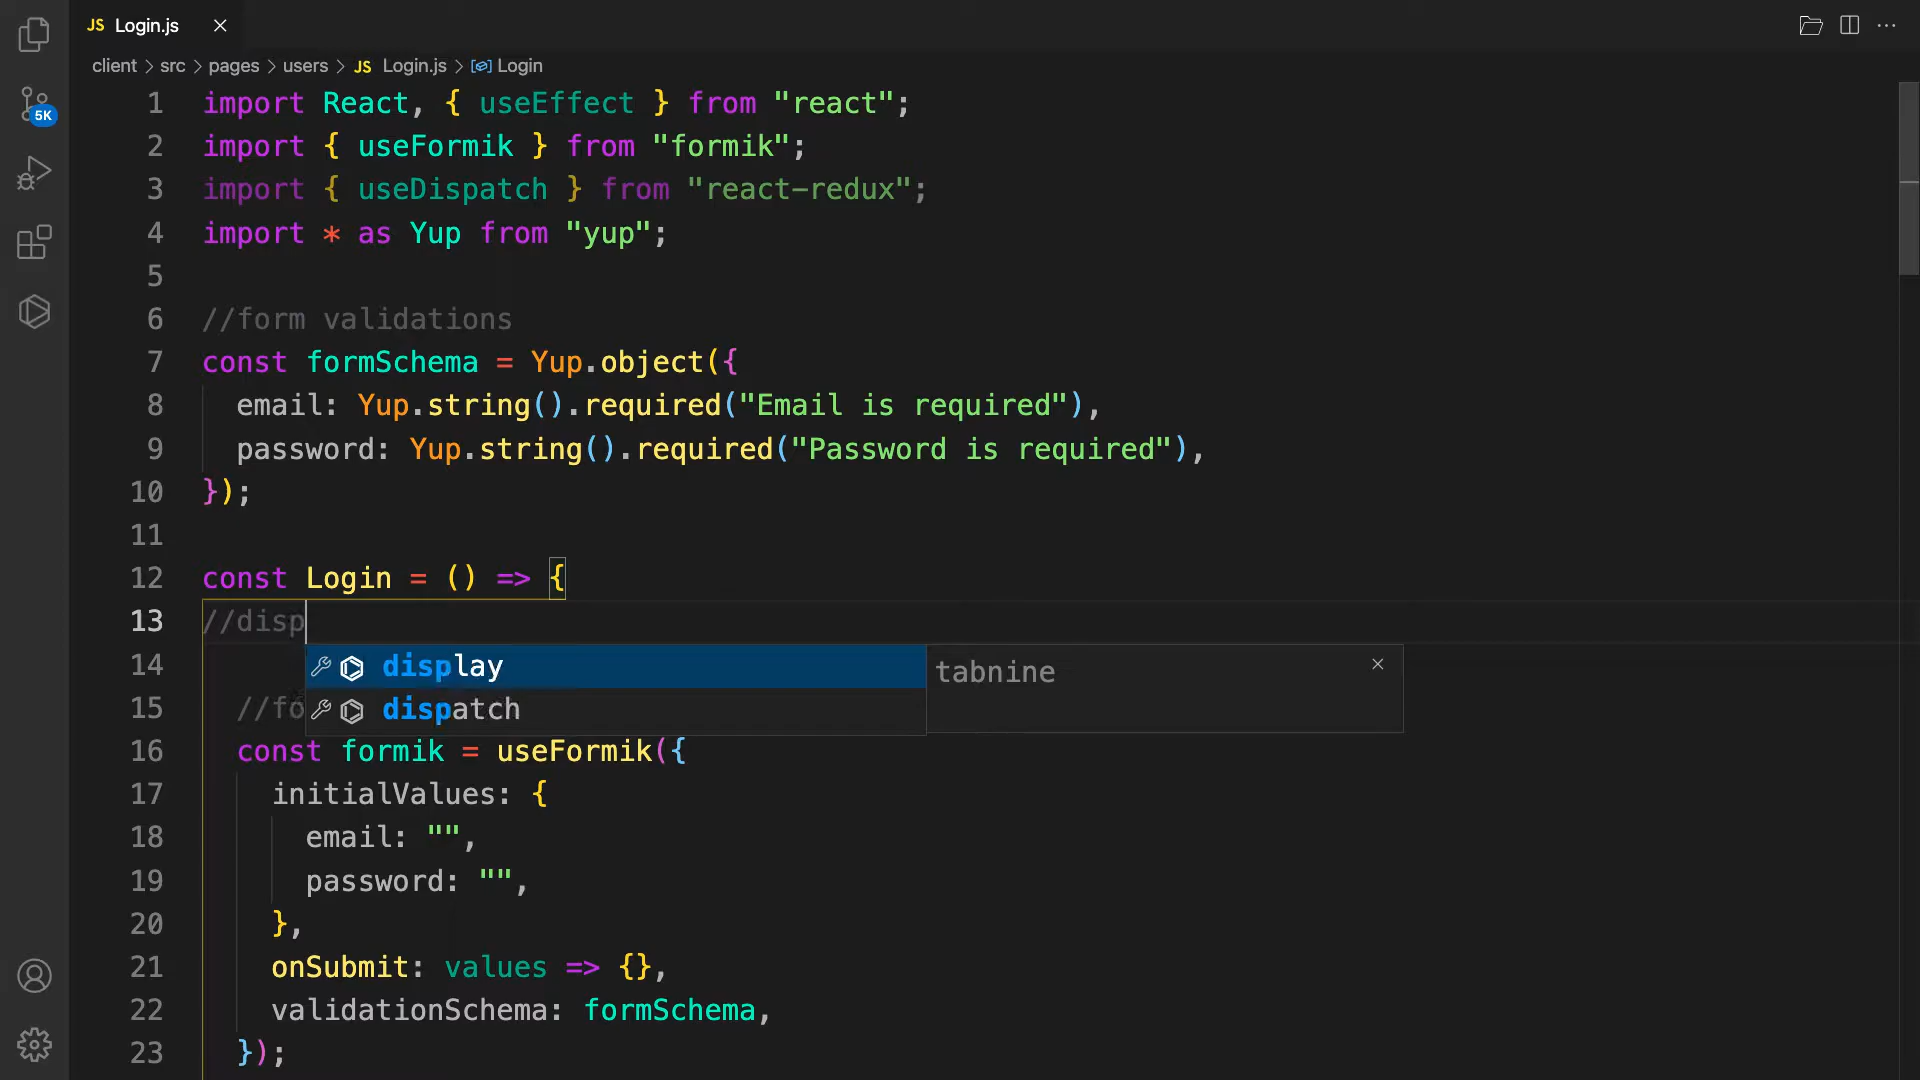 JS Login.js
client > src > pages > users > JS Login.js > Login
5K
1 import React, { useEffect } from "react";
2 import { useFormik } from "formik";
3 import { useDispatch } from "react-redux";
4 import * as Yup from "yup";
5
6 //form validations
7 const formSchema = Yup.object({
8 email: Yup.string().required("Email is required"),
9 password: Yup.string().required("Password is required"),
10 });
11
12 const Login = () => {
13 //disp
14 display tabnine
15 //fo dispatch
16 const formik = useFormik({
17 initialValues: {
18 email: "",
19 password: "",
20 },
21 onSubmit: values => {},
22 validationSchema: formSchema,
23 });